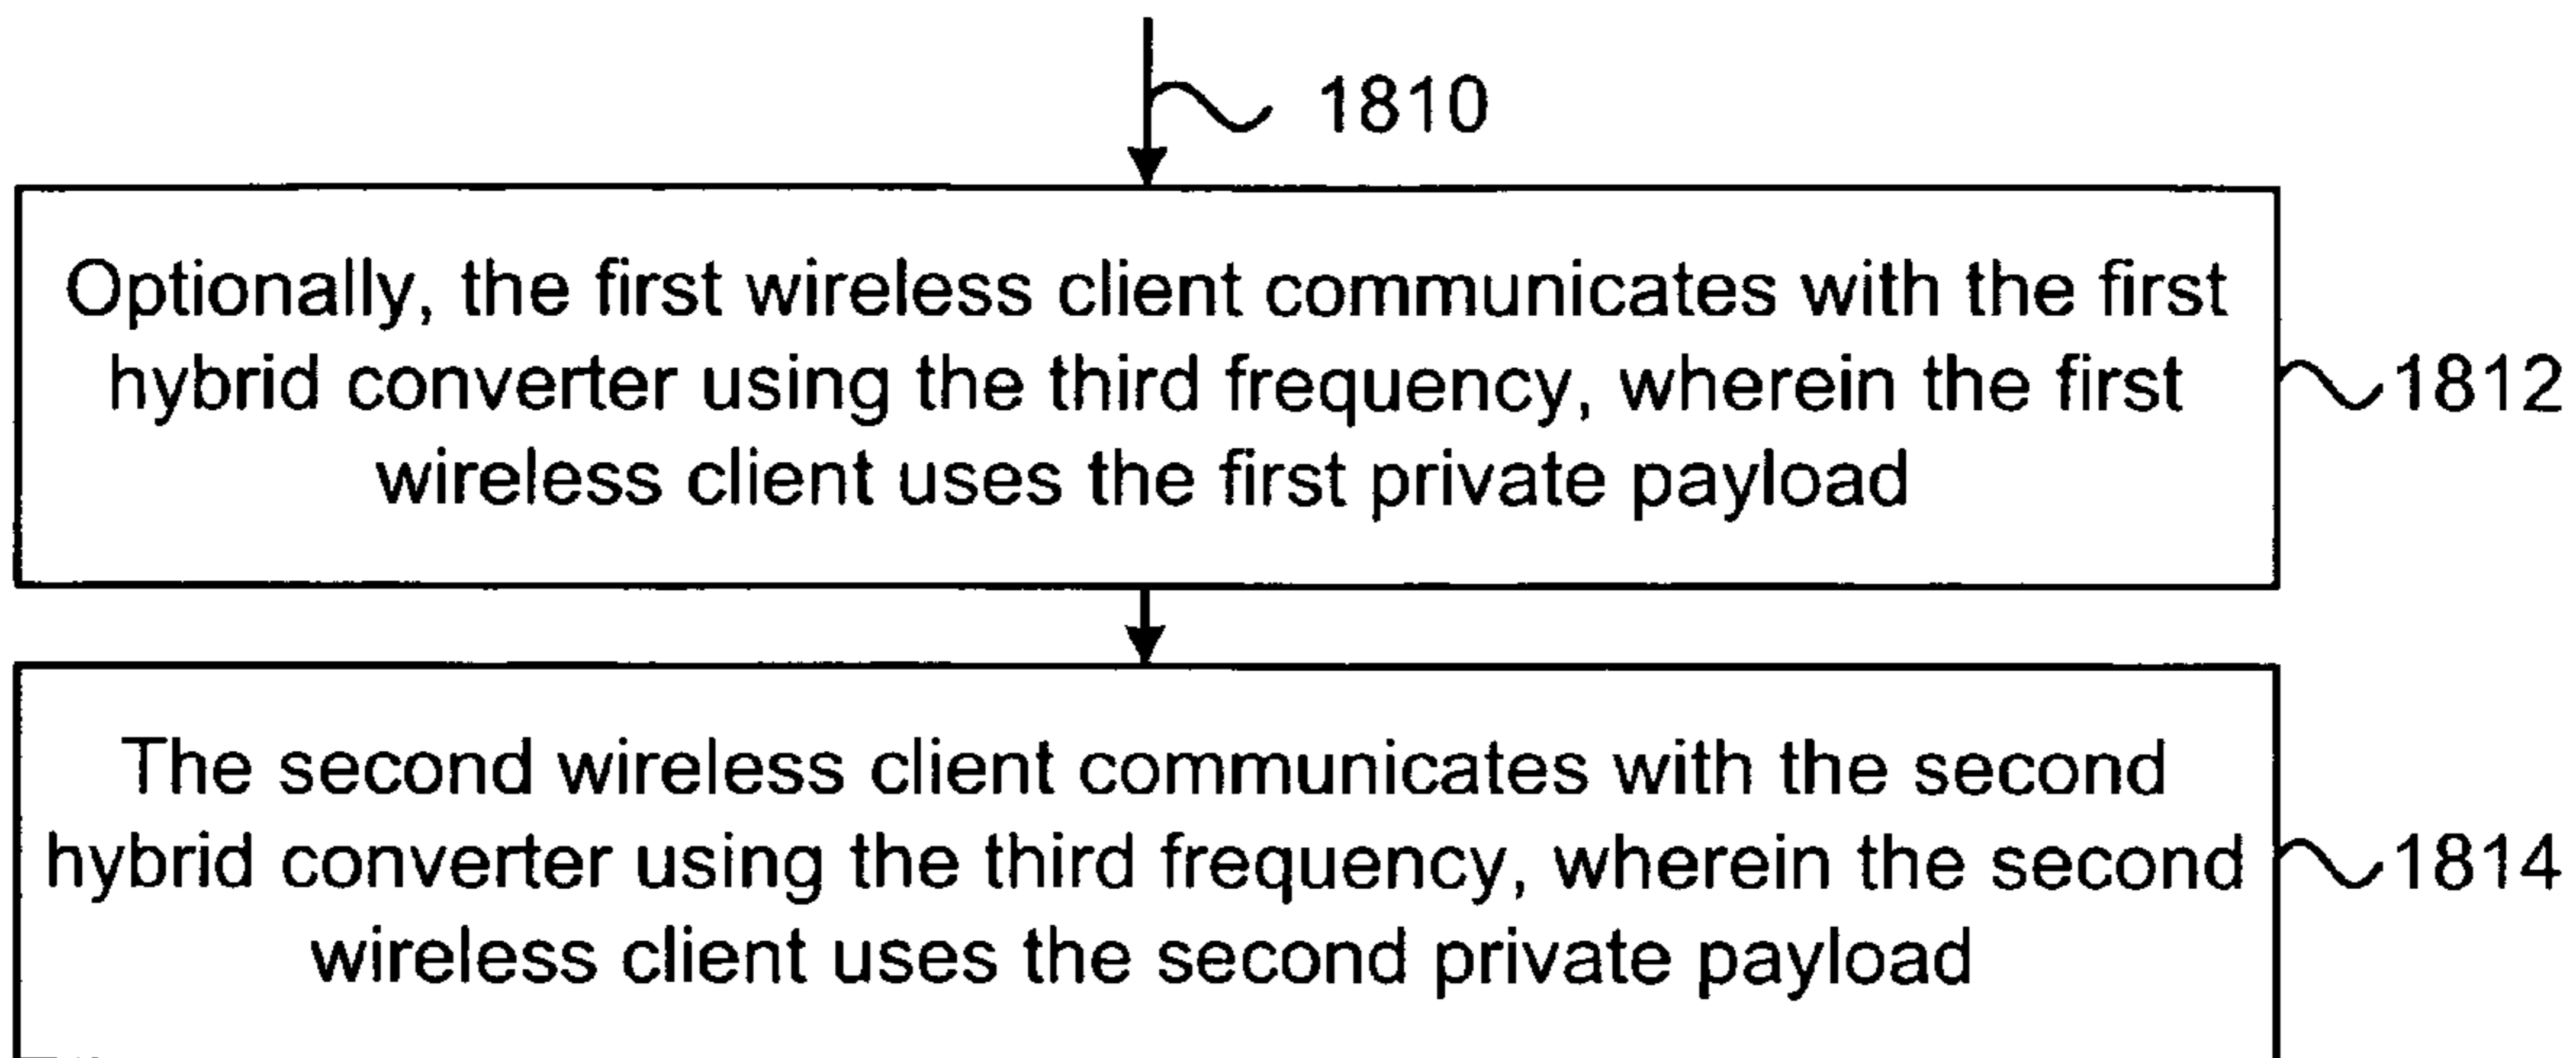 1810
Optionally, the first wireless client communicates with the first
hybrid converter using the third frequency, wherein the first
wireless client uses the first private payload
1812
The second wireless client communicates with the second
hybrid converter using the third frequency, wherein the second
wireless client uses the second private payload
1814